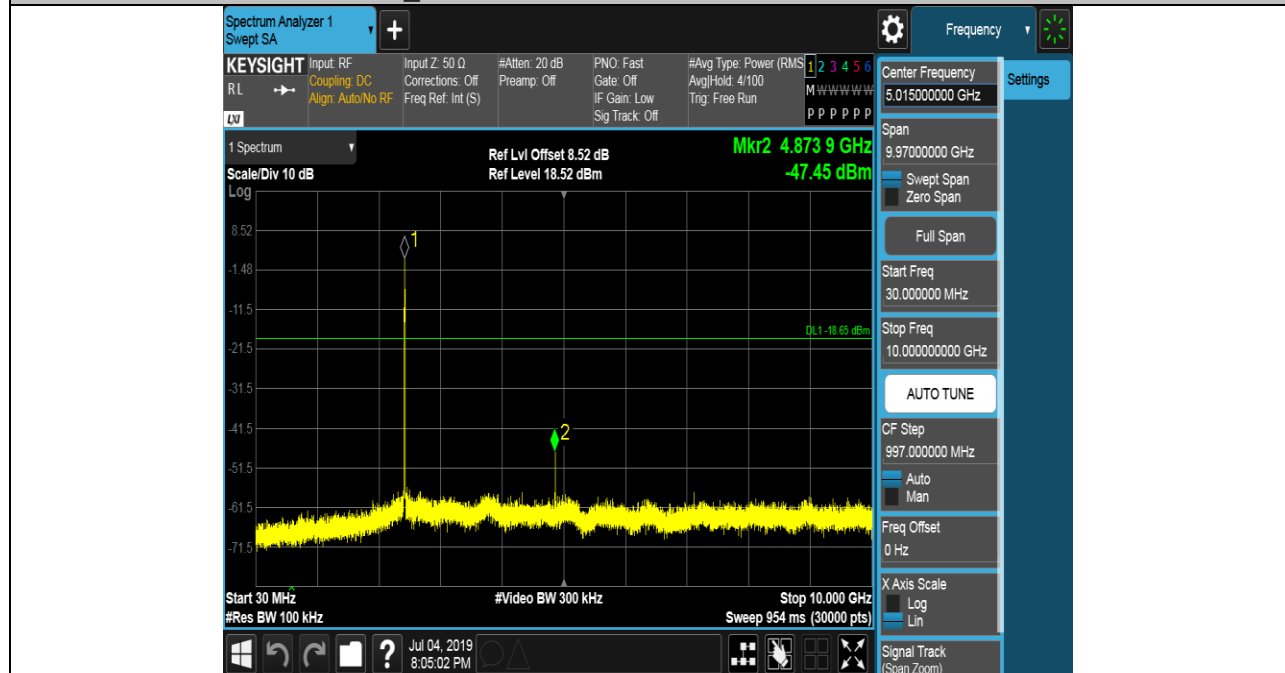 Spectrum Analyzer 1
Swept SA
+
Frequency
KEYSIGHT
RL
LXI
Input: RF
Coupling: DC
Align: Auto/No RF
Input Z: 50 Ω
Corrections: Off
Freq Ref: Int (S)
#Atten: 20 dB
Preamp: Off
PNO: Fast
Gate: Off
IF Gain: Low
Sig Track: Off
#Avg Type: Power (RMS
Avg|Hold: 4/100
Trig: Free Run
1 2 3 4 5 6
M W W W W W
P P P P P P
Center Frequency
5.015000000 GHz
Settings
1 Spectrum
Scale/Div 10 dB
Ref Lvl Offset 8.52 dB
Ref Level 18.52 dBm
Mkr2 4.873 9 GHz
-47.45 dBm
Span
9.97000000 GHz
Swept Span
Zero Span
Full Span
Start Freq
30.000000 MHz
Stop Freq
10.000000000 GHz
AUTO TUNE
CF Step
997.000000 MHz
Auto
Man
Freq Offset
0 Hz
X Axis Scale
Log
Lin
Signal Track
(Span Zoom)
Log
8.52
-1.48
-11.5
-21.5
-31.5
-41.5
-51.5
-61.5
-71.5
1
DL1 -18.65 dBm
2
Start 30 MHz
#Res BW 100 kHz
#Video BW 300 kHz
Stop 10.000 GHz
Sweep 954 ms (30000 pts)
?
Jul 04, 2019
8:05:02 PM